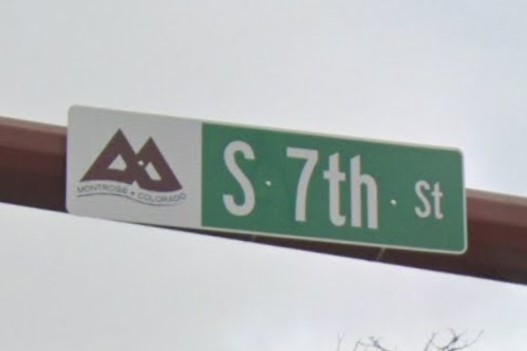 MONTROSE • COLORADO
S · 7th · St